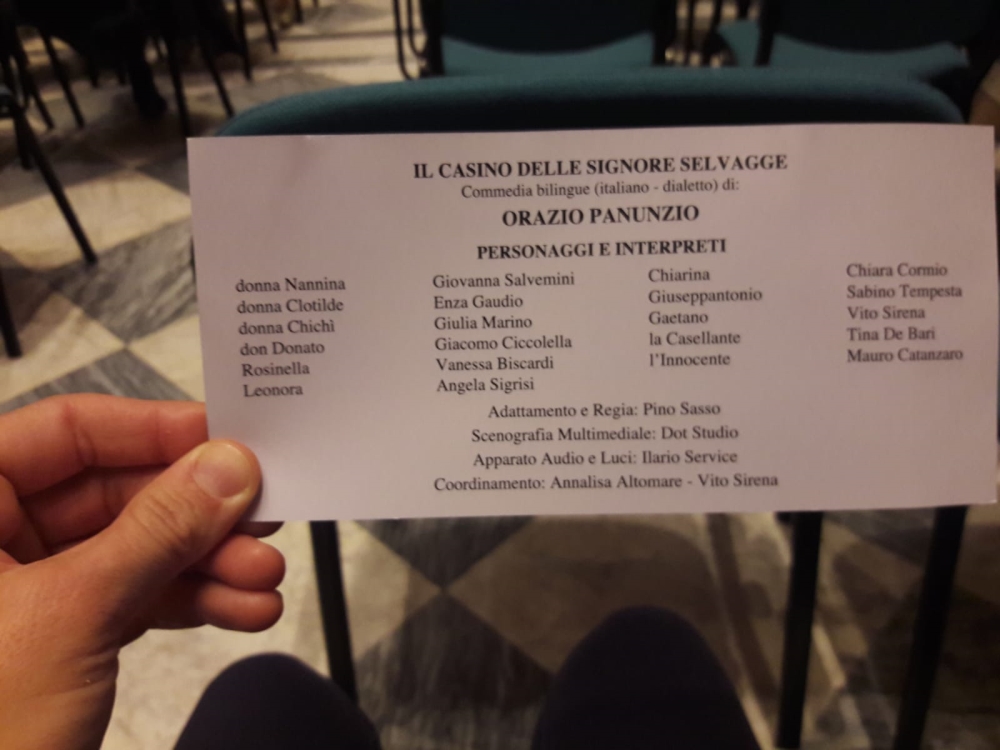 IL CASINO DELLE SIGNORE SELVAGGE
Commedia bilingue (italiano - dialetto) di:
ORAZIO PANUNZIO
PERSONAGGI E INTERPRETI
donna Nannina Giovanna Salvemini Chiarina Chiara Cormio
donna Clotilde Enza Gaudio Giuseppantonio Sabino Tempesta
donna Chichì Giulia Marino Gaetano Vito Sirena
don Donato Giacomo Ciccolella la Casellante Tina De Bari
Rosinella Vanessa Biscardi l'Innocente Mauro Catanzaro
Leonora Angela Sigrisi
Adattamento e Regia: Pino Sasso
Scenografia Multimediale: Dot Studio
Apparato Audio e Luci: Ilario Service
Coordinamento: Annalisa Altomare - Vito Sirena